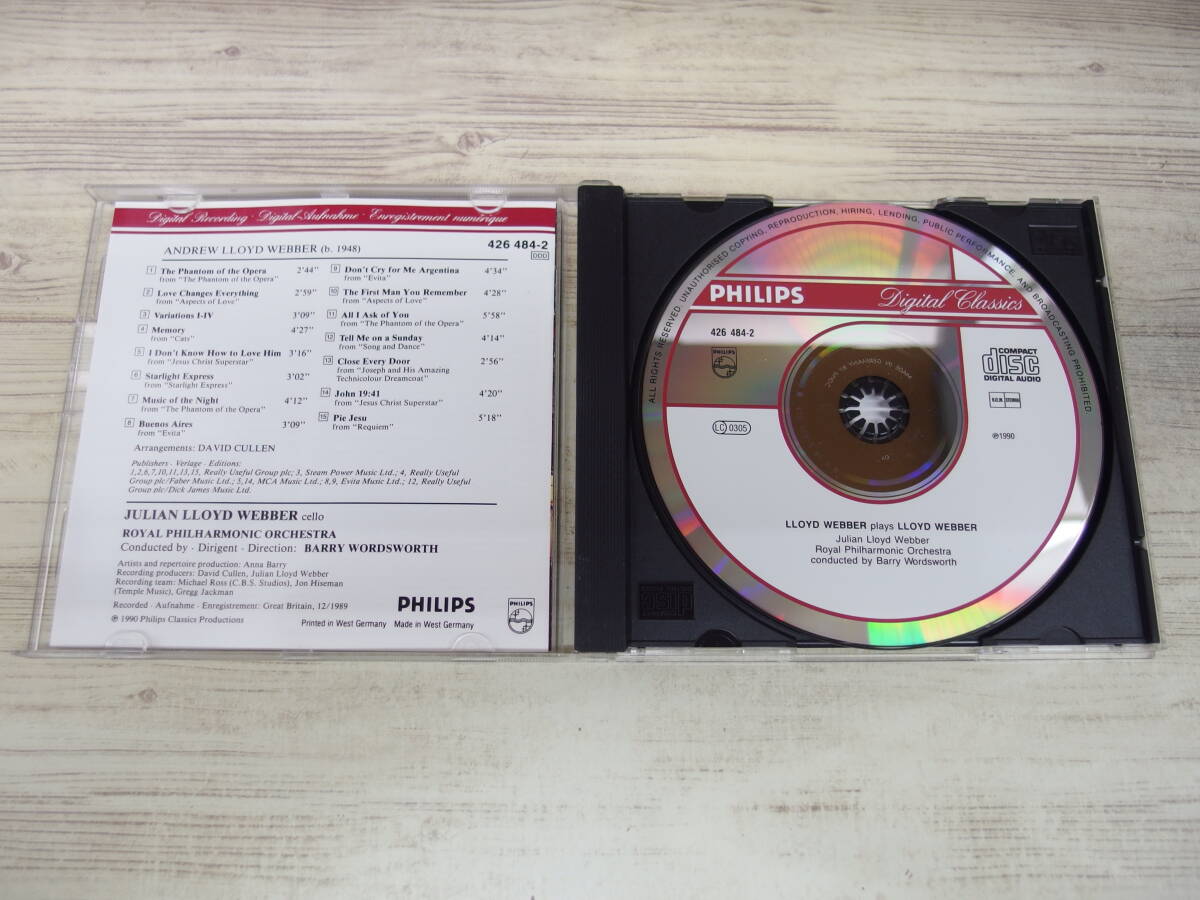 Digital Recording · Digital-Aufnahme · Enregistrement numérique
ANDREW LLOYD WEBBER (b. 1948)
426 484-2
DDD
1 The Phantom of the Opera 2'44"
from "The Phantom of the Opera"
2 Love Changes Everything 2'59"
from "Aspects of Love"
3 Variations I-IV 3'09"
4 Memory 4'27"
from "Cats"
5 I Don't Know How to Love Him 3'16"
from "Jesus Christ Superstar"
6 Starlight Express 3'02"
from "Starlight Express"
7 Music of the Night 4'12"
from "The Phantom of the Opera"
8 Buenos Aires 3'09"
from "Evita"
9 Don't Cry for Me Argentina 4'34"
from "Evita"
10 The First Man You Remember 4'28"
from "Aspects of Love"
11 All I Ask of You 5'58"
from "The Phantom of the Opera"
12 Tell Me on a Sunday 4'14"
from "Song and Dance"
13 Close Every Door 2'56"
from "Joseph and His Amazing
Technicolour Dreamcoat"
14 John 19:41 4'20"
from "Jesus Christ Superstar"
15 Pie Jesu 5'18"
from "Requiem"
Arrangements: DAVID CULLEN
Publishers · Verlage · Editions:
1,2,6,7,10,11,13,15, Really Useful Group plc; 3, Steam Power Music Ltd.; 4, Really Useful
Group plc/Faber Music Ltd.; 5,14, MCA Music Ltd.; 8,9, Evita Music Ltd.; 12, Really Useful
Group plc/Dick James Music Ltd.
JULIAN LLOYD WEBBER cello
ROYAL PHILHARMONIC ORCHESTRA
Conducted by · Dirigent · Direction: BARRY WORDSWORTH
Artists and repertoire production: Anna Barry
Recording producers: David Cullen, Julian Lloyd Webber
Recording team: Michael Ross (C.B.S. Studios), Jon Hiseman
(Temple Music), Gregg Jackman
Recorded · Aufnahme · Enregistrement: Great Britain, 12/1989
℗ 1990 Philips Classics Productions
PHILIPS
PHILIPS
Printed in West Germany Made in West Germany
ALL RIGHTS RESERVED. UNAUTHORISED COPYING, REPRODUCTION, HIRING, LENDING, PUBLIC PERFORMANCE, AND BROADCASTING PROHIBITED.
PHILIPS
Digital Classics
426 484-2
PHILIPS
COMPACT
disc
DIGITAL AUDIO
LC 0305
B.I.E.M. STEMRA
℗1990
LLOYD WEBBER plays LLOYD WEBBER
Julian Lloyd Webber
Royal Philharmonic Orchestra
conducted by Barry Wordsworth